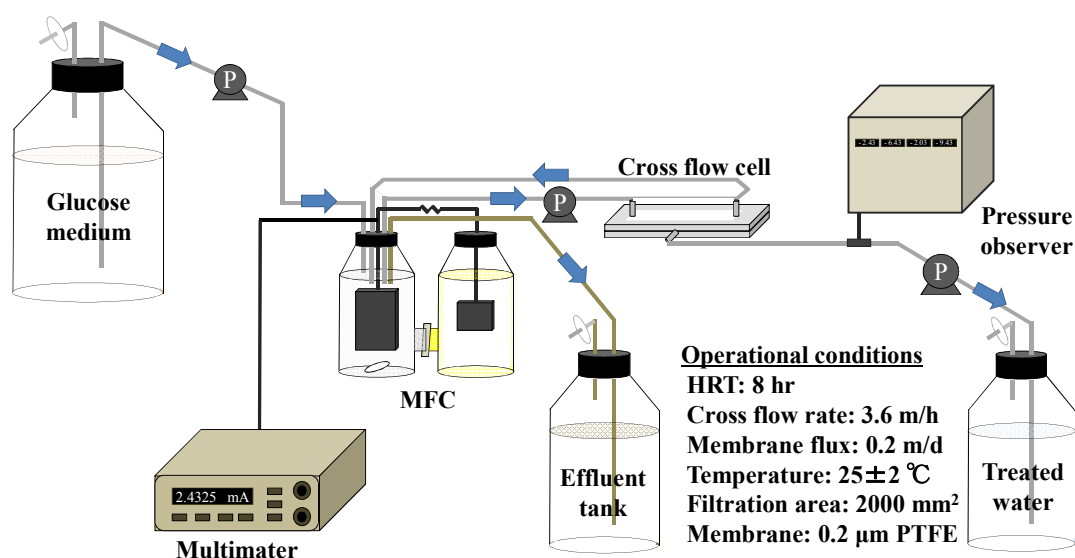 P
Glucose
medium
Cross flow cell
P
- 2.43 - 6.43 - 2.03 - 9.43
Pressure
observer
P
MFC
2.4325 mA
Multimater
Effluent
tank
Operational conditions
HRT: 8 hr
Cross flow rate: 3.6 m/h
Membrane flux: 0.2 m/d
Temperature: 25±2 ℃
Filtration area: 2000 mm²
Membrane: 0.2 μm PTFE
Treated
water